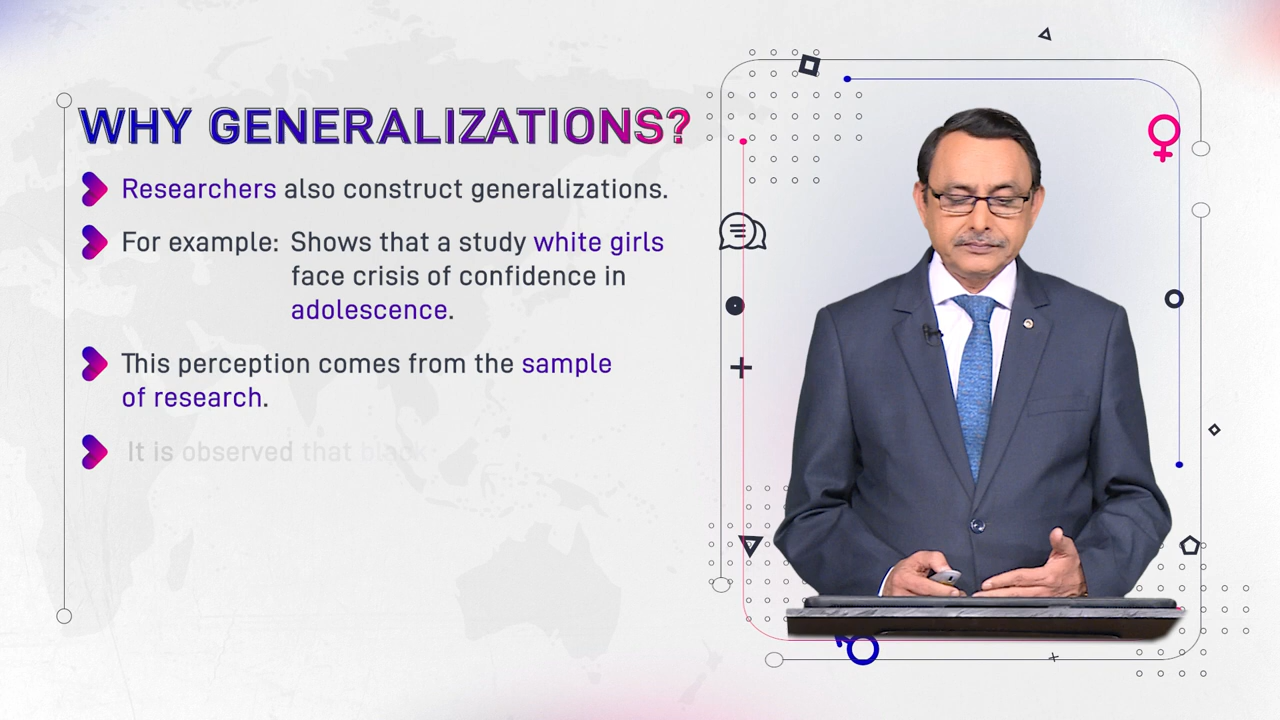 WHY GENERALIZATIONS?
Researchers also construct generalizations.
For example: Shows that a study white girls
face crisis of confidence in
adolescence.
This perception comes from the sample
of research.
It is observed that black